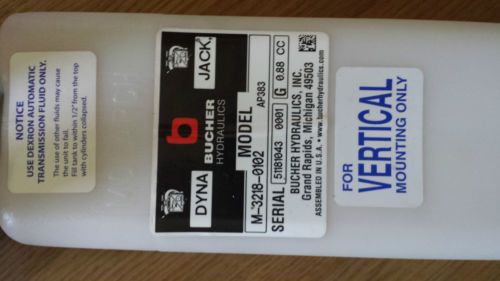 NOTICE
USE DEXRON AUTOMATIC
TRANSMISSION FLUID ONLY.
The use of other fluids may cause
the unit to fail.
Fill tank to within 1/2" from the top
with cylinders collapsed.
DYNA JACK,
BUCHER
HYDRAULICS
MODEL
M-3218-0102 AP383
SERIAL 51181043 0001 G 0.88 CC
BUCHER HYDRAULICS, INC.
Grand Rapids, Michigan 49503
ASSEMBLED IN U.S.A. • www.bucherhydraulics.com
FOR
VERTICAL
MOUNTING ONLY